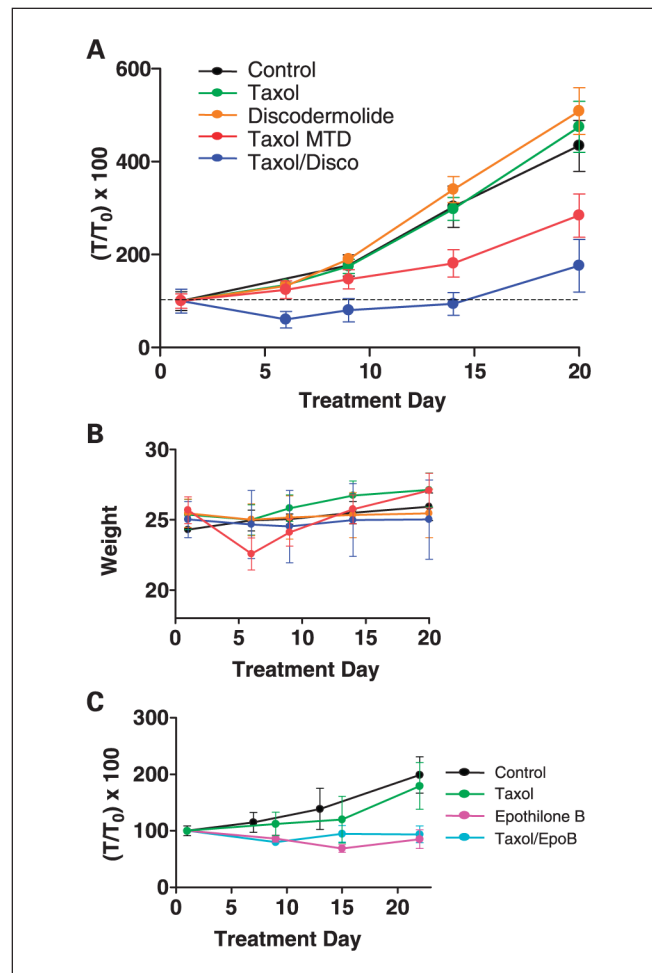 A
600
400
200
0
(T/T₀) x 100
Control
Taxol
Discodermolide
Taxol MTD
Taxol/Disco
0 5 10 15 20
Treatment Day
B
30
25
20
Weight
0 5 10 15 20
Treatment Day
C
300
200
100
0
(T/T₀) x 100
Control
Taxol
Epothilone B
Taxol/EpoB
0 5 10 15 20
Treatment Day